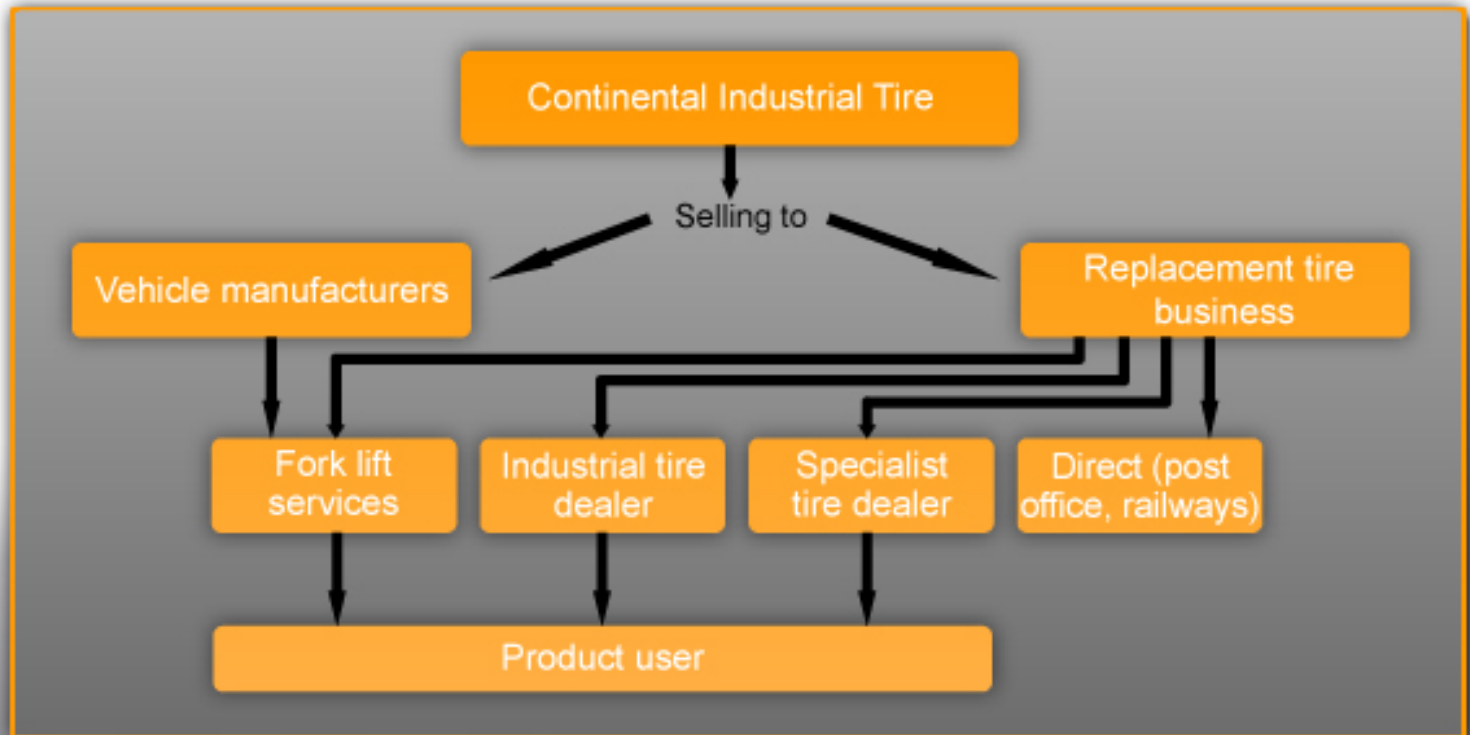 Continental Industrial Tire
Selling to
Vehicle manufacturers
Replacement tire
business
Fork lift
services
Industrial tire
dealer
Specialist
tire dealer
Direct (post
office, railways)
Product user